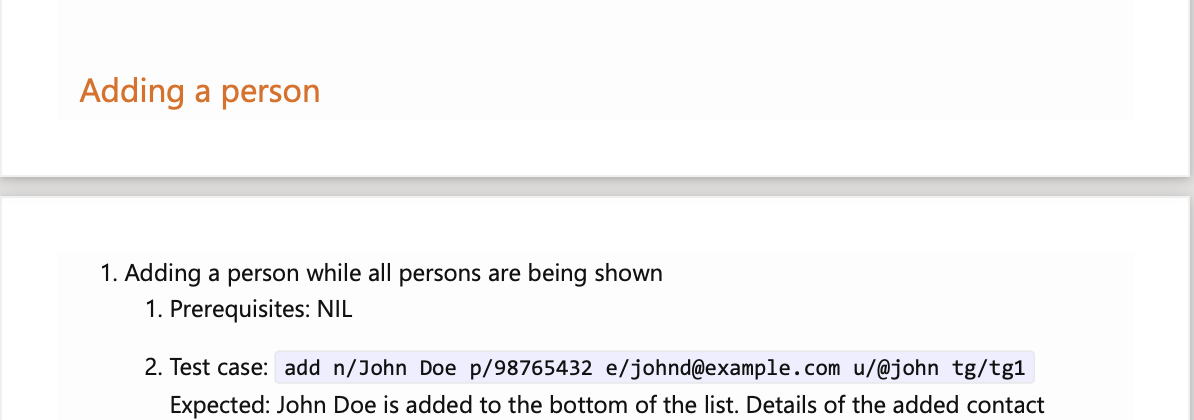 Adding a person
1. Adding a person while all persons are being shown
1. Prerequisites: NIL
2. Test case: add n/John Doe p/98765432 e/johnd@example.com u/@john tg/tg1
Expected: John Doe is added to the bottom of the list. Details of the added contact